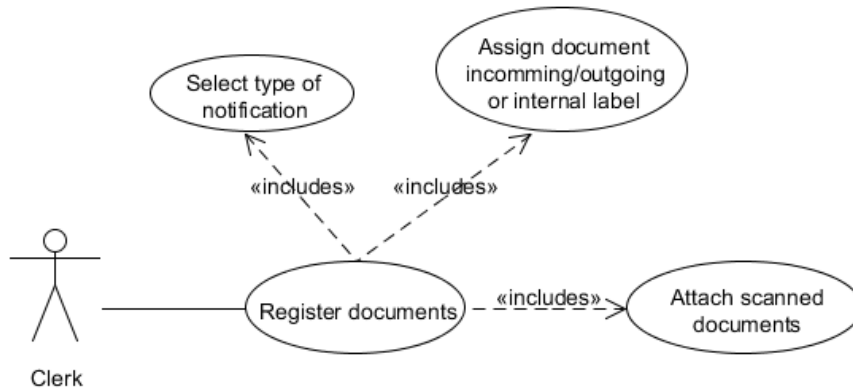 Assign document
incomming/outgoing
or internal label
Select type of
notification
«includes»
«includes»
Register documents
«includes»
Attach scanned
documents
Clerk